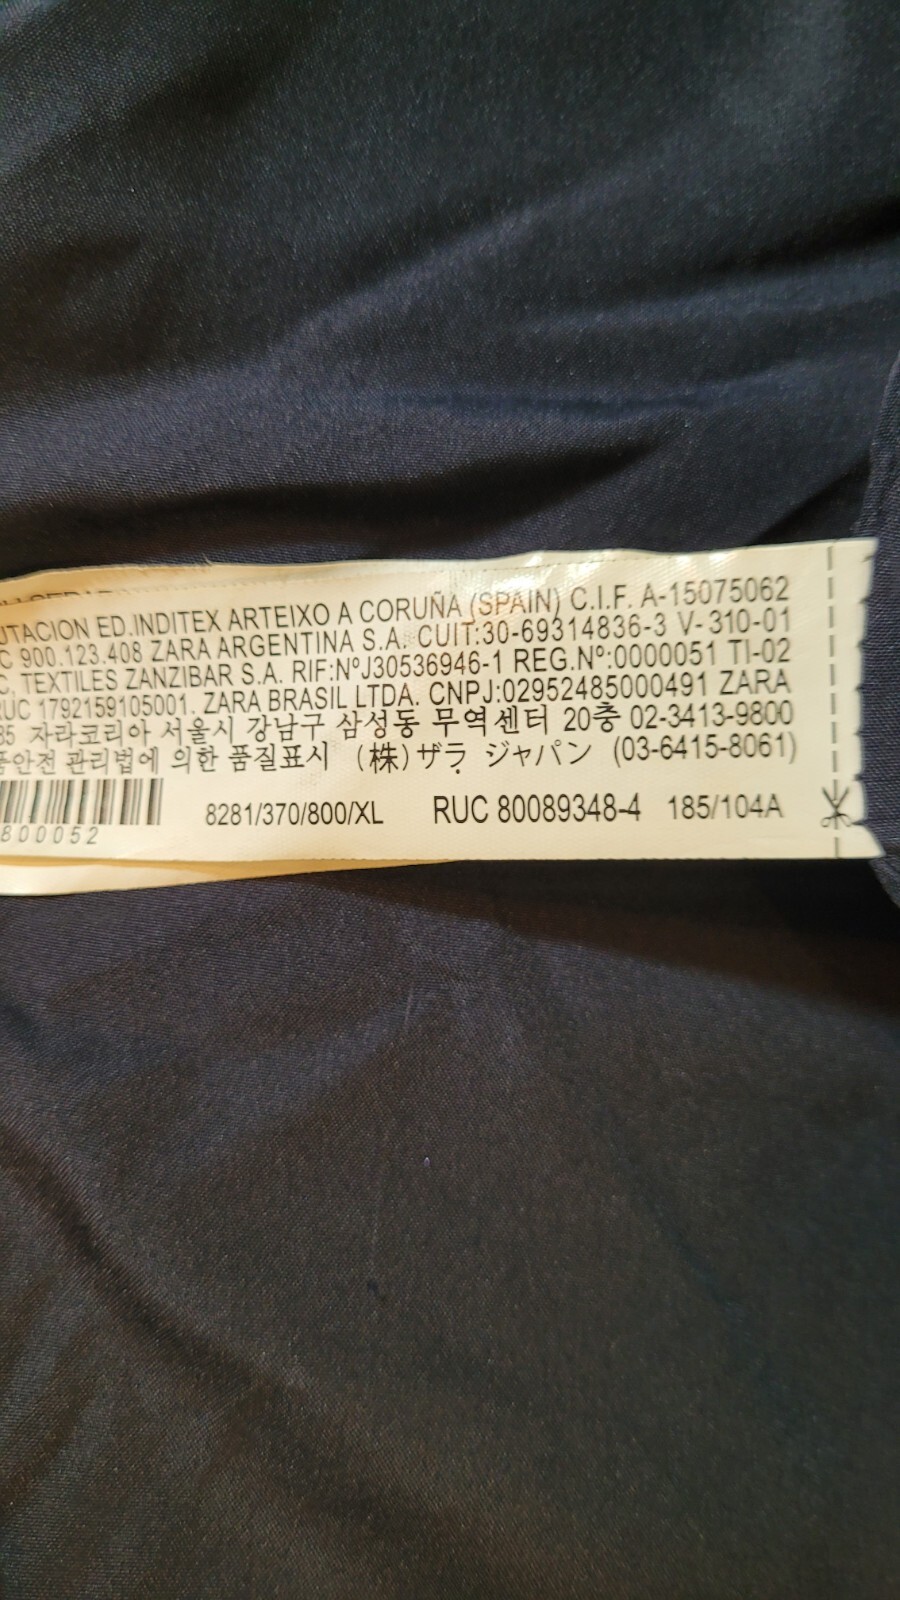 UTACION ED.INDITEX ARTEIXO A CORUÑA (SPAIN) C.I.F. A-15075062
C 900.123.408 ZARA ARGENTINA S.A. CUIT:30-69314836-3 V-310-01
C, TEXTILES ZANZIBAR S.A. RIF:NºJ30536946-1 REG.Nº:0000051 TI-02
RUC 1792159105001. ZARA BRASIL LTDA. CNPJ:02952485000491 ZARA
85 자라코리아 서울시 강남구 삼성동 무역센터 20층 02-3413-9800
품안전 관리법에 의한 품질표시 (株)ザラ ジャパン (03-6415-8061)
800052 8281/370/800/XL RUC 80089348-4 185/104A